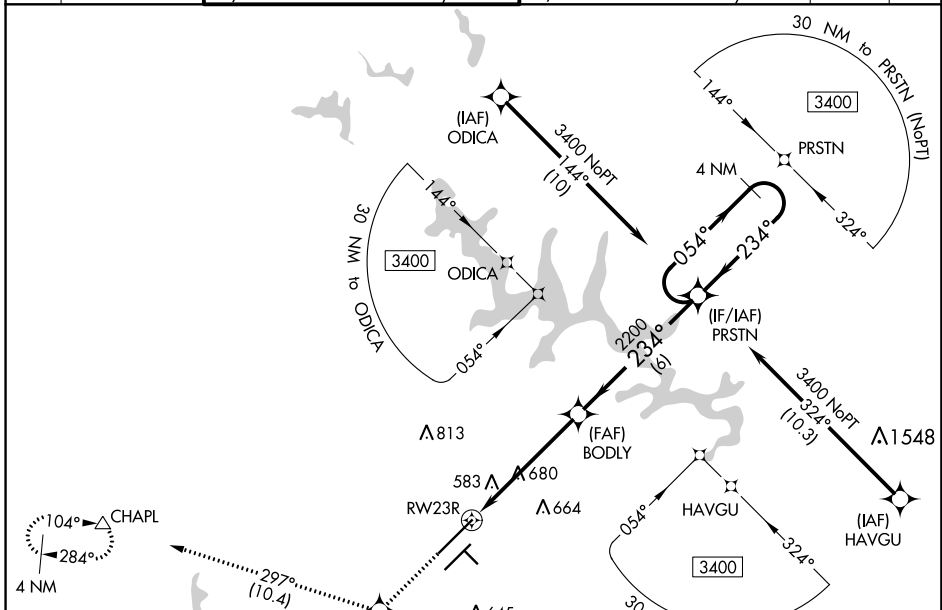 30 NM to PRSTN (NoPT)
144°
3400
PRSTN
324°
(IAF)
ODICA
3400 NoPT
144°
(10)
4 NM
054°
234°
144°
30 NM to ODICA
3400
ODICA
054°
(IF/IAF)
PRSTN
2200
234°
(6)
3400 NoPT
324°
(10.3)
1548
813
(FAF)
BODLY
583
680
664
RW23R
HAVGU
(IAF)
HAVGU
054°
324°
3400
30
104°
CHAPL
284°
4 NM
297°
(10.4)